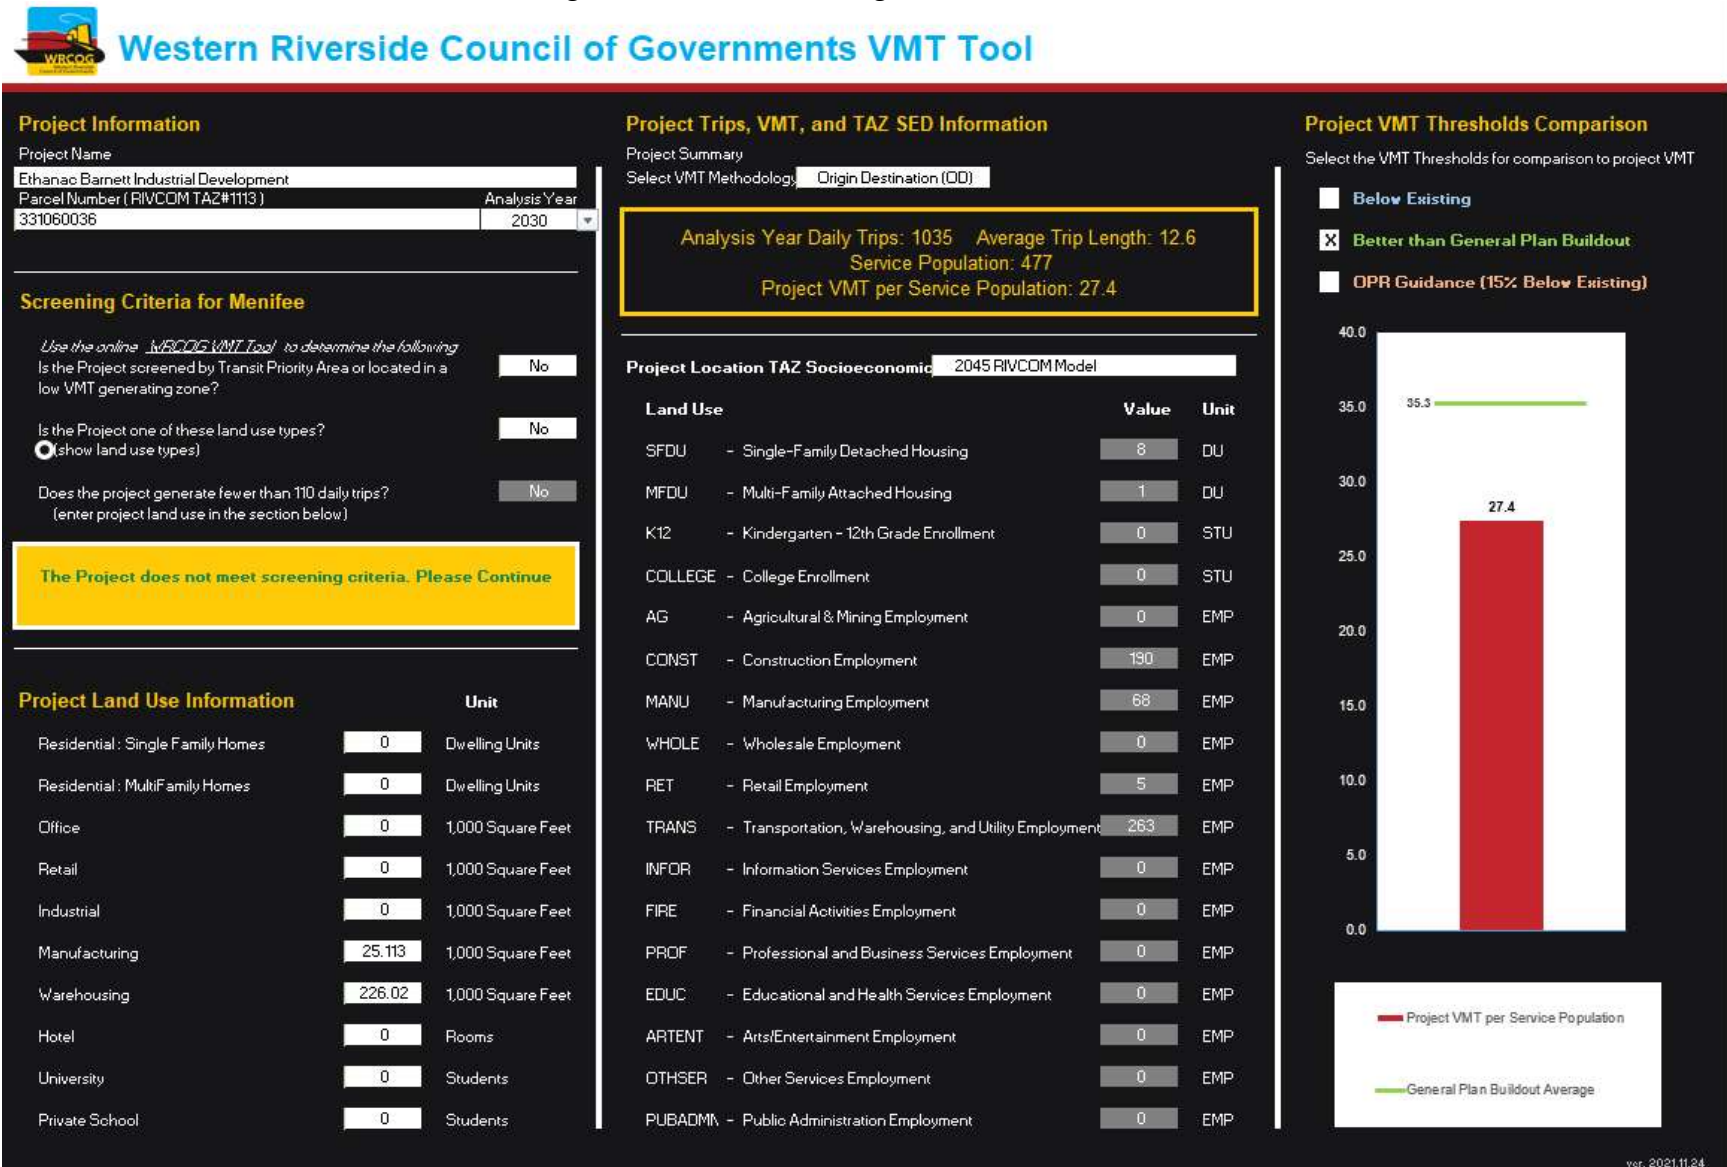 WRCOG
Western Riverside Council of Governments VMT Tool
Project Information
Project Name
Ethanac Barnett Industrial Development
Parcel Number ( RIVCOM TAZ#1113 ) Analysis Year
331060036 2030
Screening Criteria for Menifee
Use the online WRCOG VMT Tool to determine the following
Is the Project screened by Transit Priority Area or located in a No
low VMT generating zone?
Is the Project one of these land use types? No
(show land use types)
Does the project generate fewer than 110 daily trips? No
(enter project land use in the section below)
The Project does not meet screening criteria. Please Continue
Project Land Use Information Unit
Residential : Single Family Homes 0 Dwelling Units
Residential : MultiFamily Homes 0 Dwelling Units
Office 0 1,000 Square Feet
Retail 0 1,000 Square Feet
Industrial 0 1,000 Square Feet
Manufacturing 25.113 1,000 Square Feet
Warehousing 226.02 1,000 Square Feet
Hotel 0 Rooms
University 0 Students
Private School 0 Students
Project Trips, VMT, and TAZ SED Information
Project Summary
Select VMT Methodology Origin Destination (OD)
Analysis Year Daily Trips: 1035 Average Trip Length: 12.6
Service Population: 477
Project VMT per Service Population: 27.4
Project Location TAZ Socioeconomic 2045 RIVCOM Model
Land Use Value Unit
SFDU - Single-Family Detached Housing 8 DU
MFDU - Multi-Family Attached Housing 1 DU
K12 - Kindergarten - 12th Grade Enrollment 0 STU
COLLEGE - College Enrollment 0 STU
AG - Agricultural & Mining Employment 0 EMP
CONST - Construction Employment 190 EMP
MANU - Manufacturing Employment 68 EMP
WHOLE - Wholesale Employment 0 EMP
RET - Retail Employment 5 EMP
TRANS - Transportation, Warehousing, and Utility Employment 263 EMP
INFOR - Information Services Employment 0 EMP
FIRE - Financial Activities Employment 0 EMP
PROF - Professional and Business Services Employment 0 EMP
EDUC - Educational and Health Services Employment 0 EMP
ARTENT - Arts/Entertainment Employment 0 EMP
OTHSER - Other Services Employment 0 EMP
PUBADMN - Public Administration Employment 0 EMP
Project VMT Thresholds Comparison
Select the VMT Thresholds for comparison to project VMT
Below Existing
X Better than General Plan Buildout
OPR Guidance (15% Below Existing)
40.0
35.0 35.3
30.0
27.4
25.0
20.0
15.0
10.0
5.0
0.0
Project VMT per Service Population
General Plan Buildout Average
ver. 2021.11.24